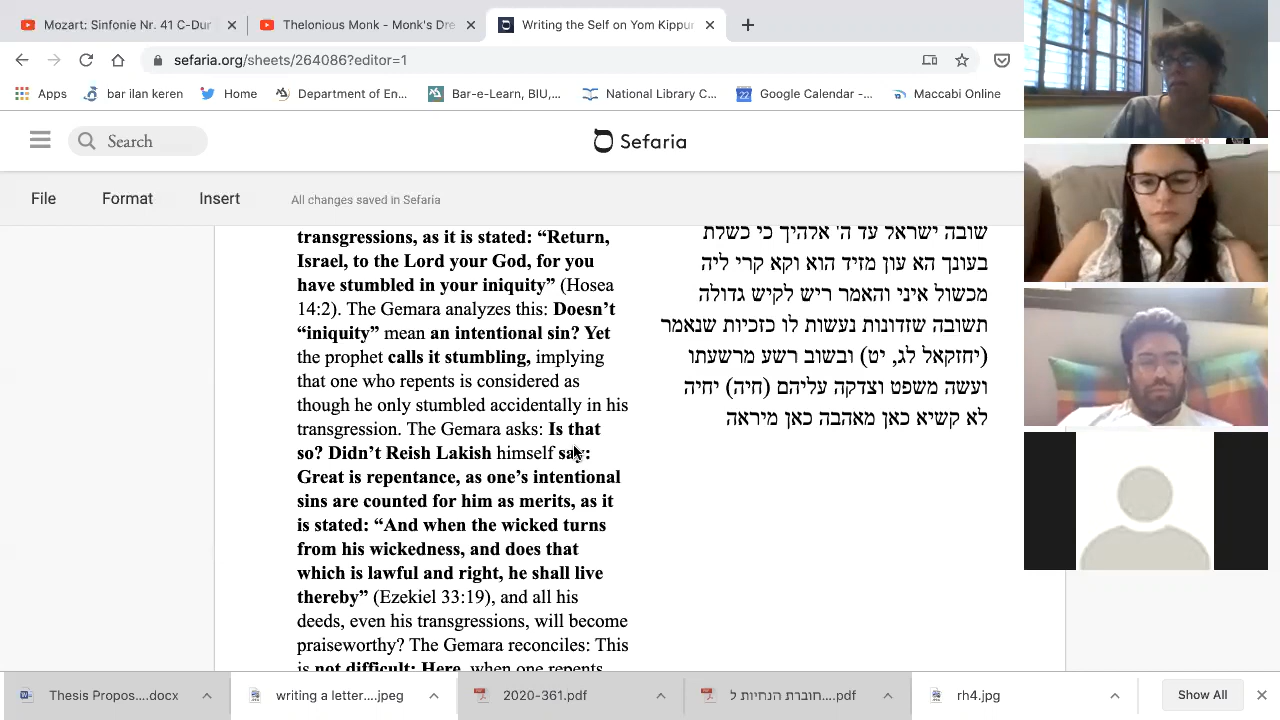 Mozart: Sinfonie Nr. 41 C-Dur
Thelonious Monk - Monk's Dre
Writing the Self on Yom Kippur
sefaria.org/sheets/264086?editor=1
Apps
bar ilan keren
Home
Department of En...
Bar-e-Learn, BIU,...
National Library C...
22
Google Calendar -...
Maccabi Online
Search
Sefaria
File
Format
Insert
All changes saved in Sefaria
transgressions, as it is stated: “Return,
Israel, to the Lord your God, for you
have stumbled in your iniquity” (Hosea
14:2). The Gemara analyzes this: Doesn’t
“iniquity” mean an intentional sin? Yet
the prophet calls it stumbling, implying
that one who repents is considered as
though he only stumbled accidentally in his
transgression. The Gemara asks: Is that
so? Didn’t Reish Lakish himself say:
Great is repentance, as one’s intentional
sins are counted for him as merits, as it
is stated: “And when the wicked turns
from his wickedness, and does that
which is lawful and right, he shall live
thereby” (Ezekiel 33:19), and all his
deeds, even his transgressions, will become
praiseworthy? The Gemara reconciles: This
is not difficult: Here, when one repents
שובה ישראל עד ה' אלהיך כי כשלת
בעונך הא עון מזיד הוא וקא קרי ליה
מכשול איני והאמר ריש לקיש גדולה
תשובה שזדונות נעשות לו כזכיות שנאמר
(יחזקאל לג, יט) ובשוב רשע מרשעתו
ועשה משפט וצדקה עליהם (חיה) יחיה
לא קשיא כאן מאהבה כאן מיראה
Thesis Propos....docx
writing a letter....jpeg
2020-361.pdf
חוברת הנחיות ל....pdf
rh4.jpg
Show All